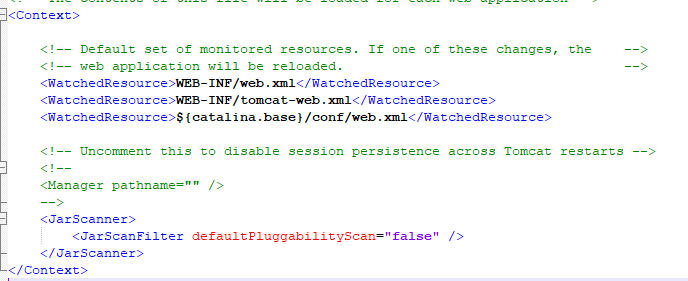 <Context>
<!-- Default set of monitored resources. If one of these changes, the    -->
<!-- web application will be reloaded.                                   -->
<WatchedResource>WEB-INF/web.xml</WatchedResource>
<WatchedResource>WEB-INF/tomcat-web.xml</WatchedResource>
<WatchedResource>${catalina.base}/conf/web.xml</WatchedResource>
<!-- Uncomment this to disable session persistence across Tomcat restarts -->
<!--
<Manager pathname="" />
-->
<JarScanner>
<JarScanFilter defaultPluggabilityScan="false" />
</JarScanner>
</Context>